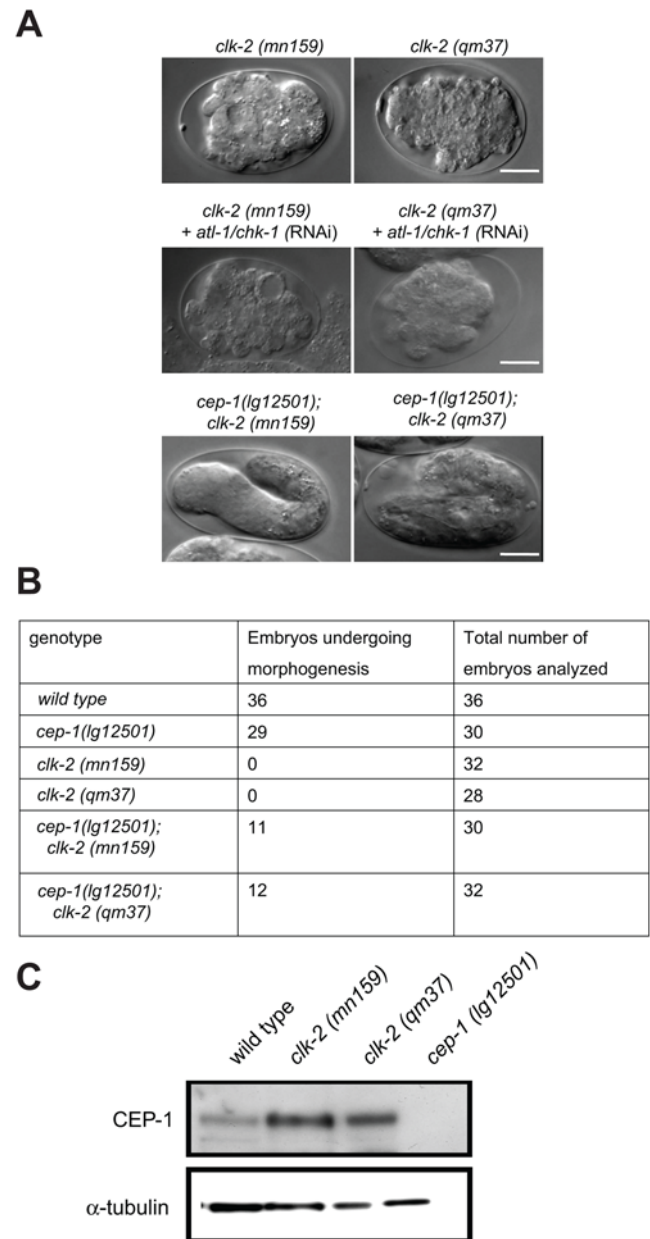 A
clk-2 (mn159)
clk-2 (qm37)
clk-2 (mn159)
+ atl-1/chk-1 (RNAi)
clk-2 (qm37)
+ atl-1/chk-1 (RNAi)
cep-1(lg12501);
clk-2 (mn159)
cep-1(lg12501);
clk-2 (qm37)
B
genotype
Embryos undergoing
morphogenesis
Total number of
embryos analyzed
wild type
36
36
cep-1(lg12501)
29
30
clk-2 (mn159)
0
32
clk-2 (qm37)
0
28
cep-1(lg12501);
clk-2 (mn159)
11
30
cep-1(lg12501);
clk-2 (qm37)
12
32
C
wild type
clk-2 (mn159)
clk-2 (qm37)
cep-1 (lg12501)
CEP-1
α-tubulin